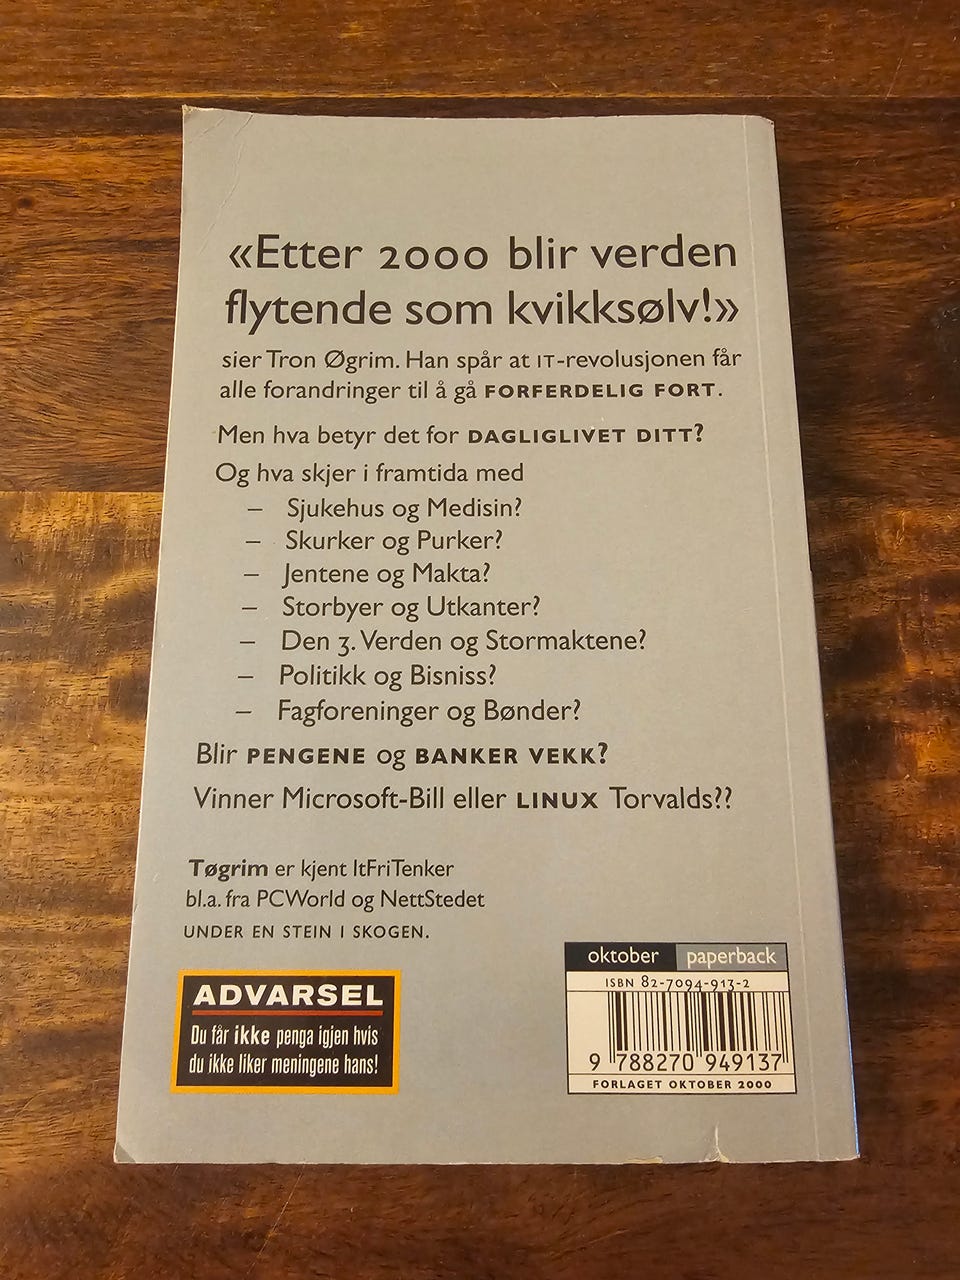 «Etter 2000 blir verden
flytende som kvikksølv!»
sier Tron Øgrim. Han spår at IT-revolusjonen får
alle forandringer til å gå FORFERDELIG FORT.
Men hva betyr det for DAGLIGLIVET DITT?
Og hva skjer i framtida med
– Sjukehus og Medisin?
– Skurker og Purker?
– Jentene og Makta?
– Storbyer og Utkanter?
– Den 3. Verden og Stormaktene?
– Politikk og Bisniss?
– Fagforeninger og Bønder?
Blir PENGENE og BANKER VEKK?
Vinner Microsoft-Bill eller LINUX Torvalds??
Tøgrim er kjent ItFriTenker
bl.a. fra PCWorld og NettStedet
UNDER EN STEIN I SKOGEN.
ADVARSEL
Du får ikke penga igjen hvis
du ikke liker meningene hans!
oktober paperback
ISBN 82-7094-913-2
9 788270 949137
FORLAGET OKTOBER 2000